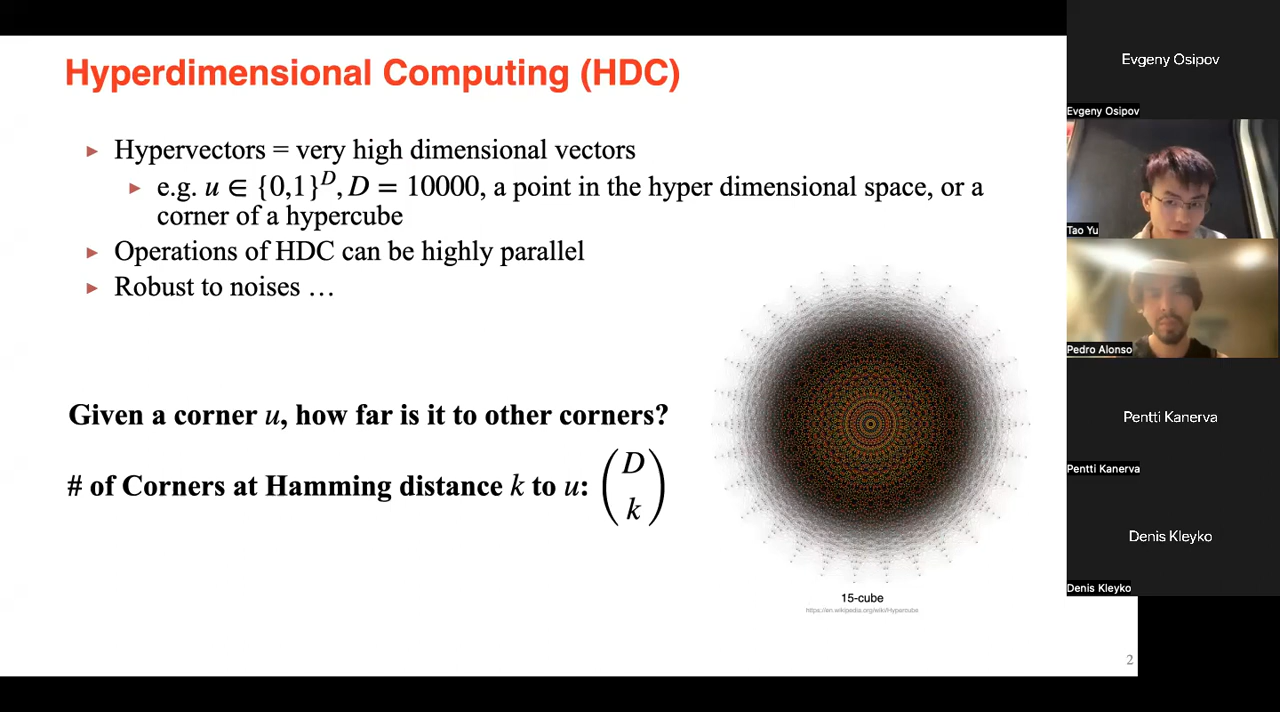 Hyperdimensional Computing (HDC)
▸ Hypervectors = very high dimensional vectors
▸ e.g. u ∈ {0,1}^D, D = 10000, a point in the hyper dimensional space, or a
corner of a hypercube
▸ Operations of HDC can be highly parallel
▸ Robust to noises …
Given a corner u, how far is it to other corners?
# of Corners at Hamming distance k to u: (D k)
15-cube
https://en.wikipedia.org/wiki/Hypercube
2
Evgeny Osipov
Evgeny Osipov
Tao Yu
Pedro Alonso
Pentti Kanerva
Pentti Kanerva
Denis Kleyko
Denis Kleyko